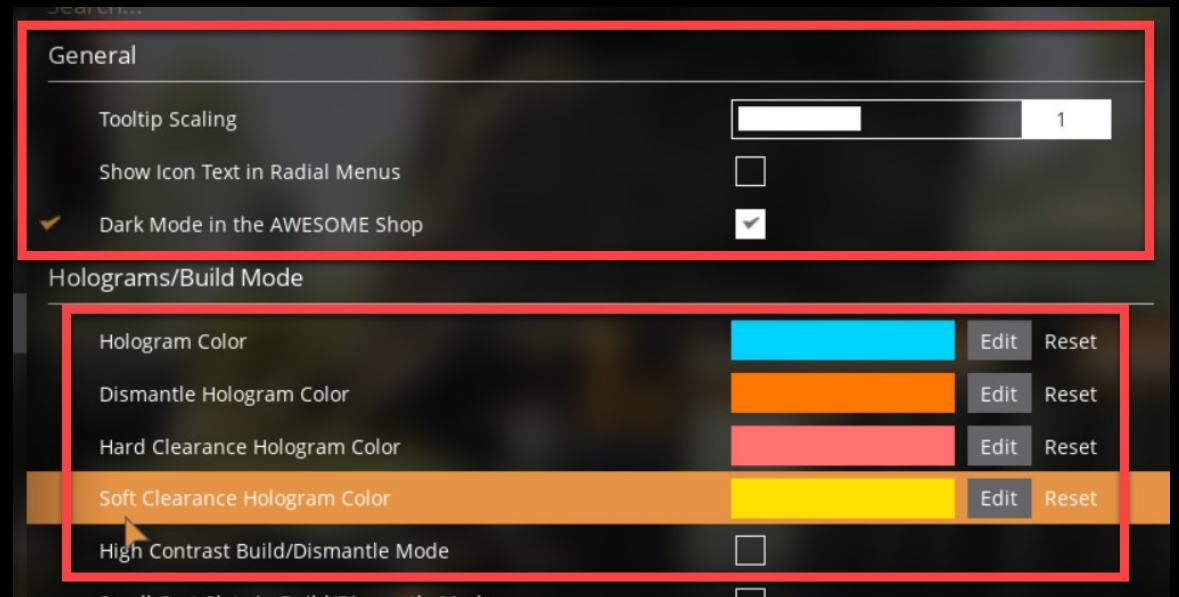 Search...
General
Tooltip Scaling 1
Show Icon Text in Radial Menus
Dark Mode in the AWESOME Shop
Holograms/Build Mode
Hologram Color Edit Reset
Dismantle Hologram Color Edit Reset
Hard Clearance Hologram Color Edit Reset
Soft Clearance Hologram Color Edit Reset
High Contrast Build/Dismantle Mode